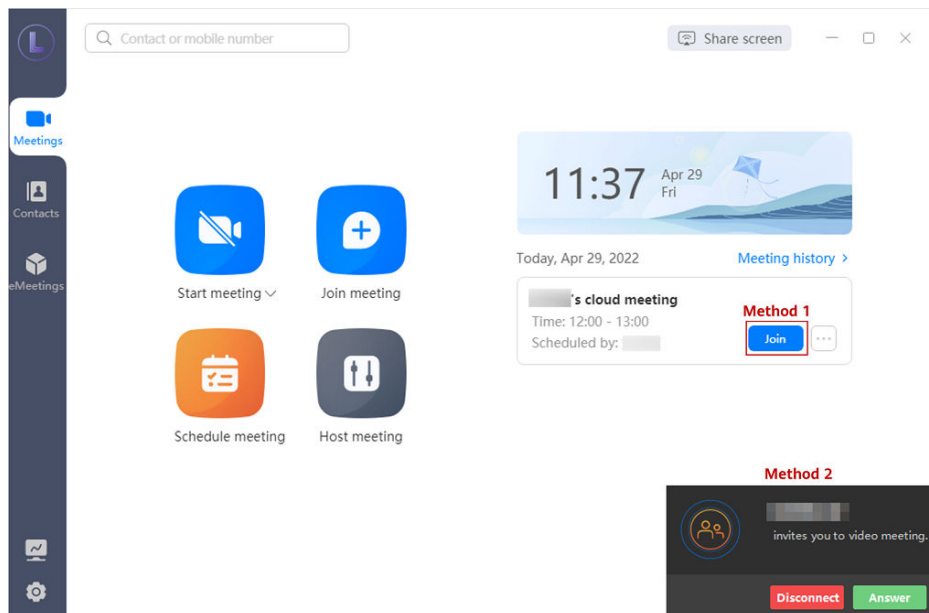 L
Contact or mobile number
Share screen
Meetings
Contacts
eMeetings
Start meeting
Join meeting
Schedule meeting
Host meeting
11:37
Apr 29
Fri
Today, Apr 29, 2022
Meeting history >
's cloud meeting
Time: 12:00 - 13:00
Scheduled by:
Method 1
Join
...
Method 2
invites you to video meeting.
Disconnect
Answer